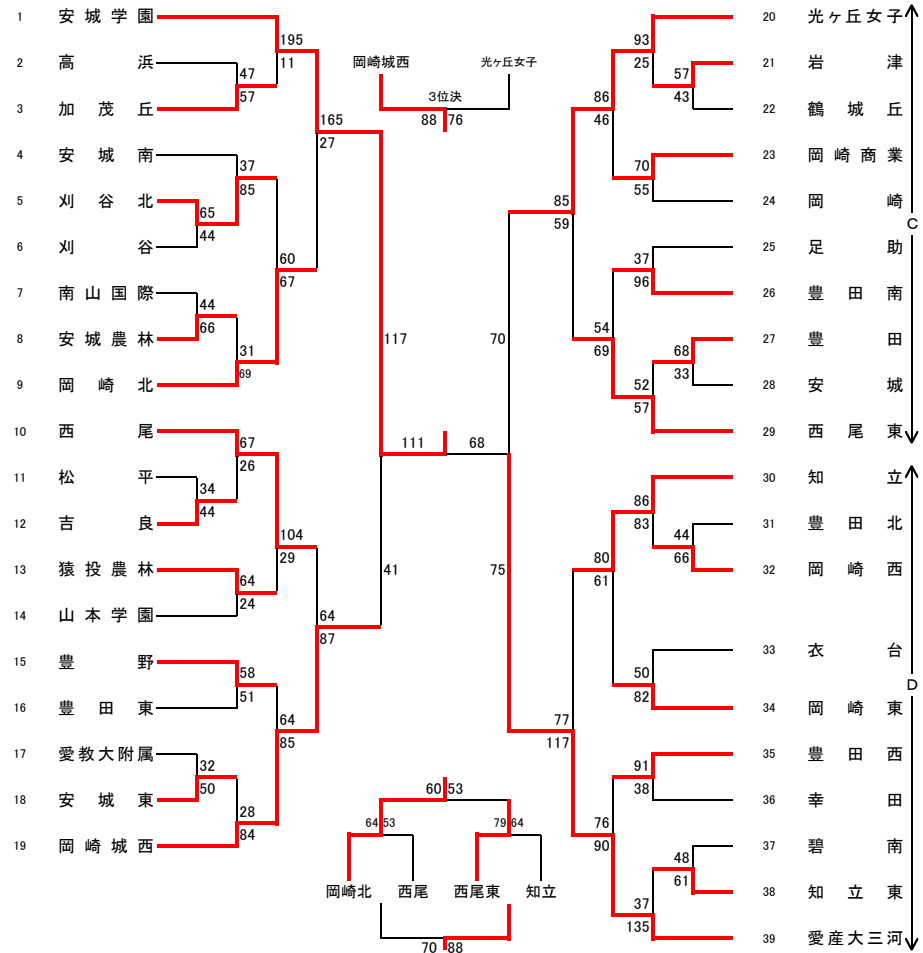 1 安城学園
2 高浜
3 加茂丘
4 安城南
5 刈谷北
6 刈谷
7 南山国際
8 安城農林
9 岡崎北
10 西尾
11 松平
12 吉良
13 猿投農林
14 山本学園
15 豊野
16 豊田東
17 愛教大附属
18 安城東
19 岡崎城西
195
11
47
57
165
27
37
85
65
44
60
67
44
66
31
69
67
26
34
44
104
29
64
24
64
87
58
51
64
85
32
50
28
84
117
41
岡崎城西 光ヶ丘女子
3位決
88 76
111 68
70
75
60 53
64 53 79 64
岡崎北 西尾 西尾東 知立
70 88
93
25
57
43
86
46
70
55
85
59
37
96
54
69
68
33
52
57
86
83
44
66
80
61
50
82
77
117
91
38
76
90
48
61
37
135
20 光ヶ丘女子
21 岩津
22 鶴城丘
23 岡崎商業
24 岡崎
25 足助
26 豊田南
27 豊田
28 安城
29 西尾東
30 知立
31 豊田北
32 岡崎西
33 衣台
34 岡崎東
35 豊田西
36 幸田
37 碧南
38 知立東
39 愛産大三河
C
D